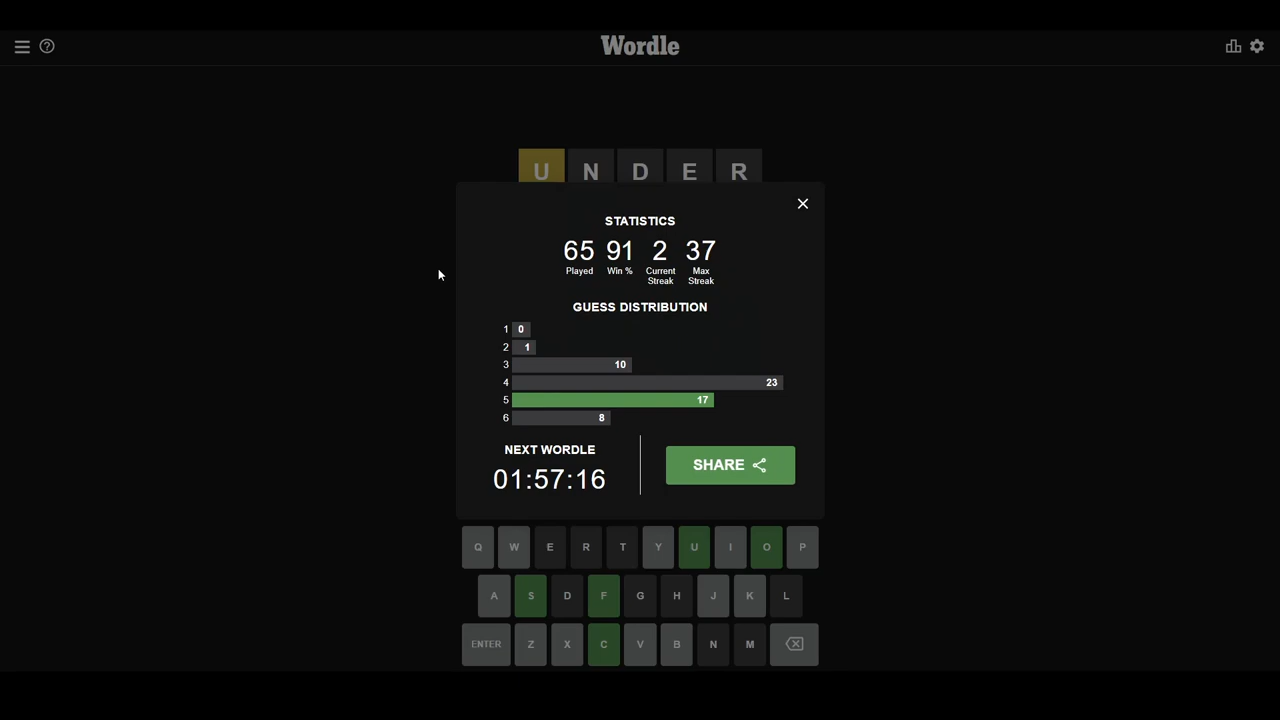 Wordle
U N D E R
STATISTICS
65 91 2 37
Played Win % Current Streak Max Streak
GUESS DISTRIBUTION
1 0
2 1
3 10
4 23
5 17
6 8
NEXT WORDLE
01:57:16
SHARE
Q W E R T Y U I O P
A S D F G H J K L
ENTER Z X C V B N M